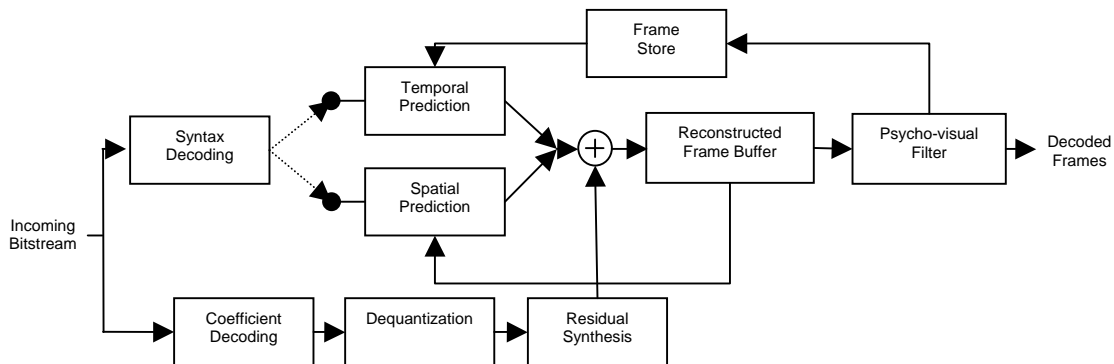 Frame
Store
Temporal
Prediction
Syntax
Decoding
Reconstructed
Frame Buffer
Psycho-visual
Filter
Decoded
Frames
Spatial
Prediction
Incoming
Bitstream
Coefficient
Decoding
Dequantization
Residual
Synthesis